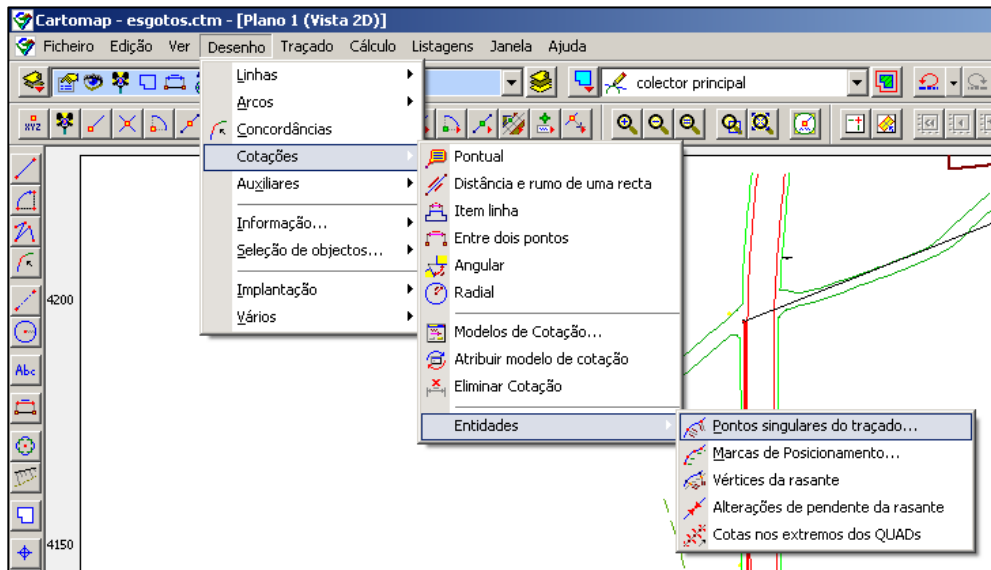 Cartomap - esgotos.ctm - [Plano 1 (Vista 2D)]
Ficheiro Edição Ver Desenho Traçado Cálculo Listagens Janela Ajuda
colector principal
XYZ
Linhas
Arcos
Concordâncias
Cotações
Auxiliares
Informação...
Seleção de objectos...
Implantação
Vários
Pontual
Distância e rumo de uma recta
Item linha
Entre dois pontos
Angular
Radial
Modelos de Cotação...
Atribuir modelo de cotação
Eliminar Cotação
Entidades
Pontos singulares do traçado...
Marcas de Posicionamento...
Vértices da rasante
Alterações de pendente da rasante
Cotas nos extremos dos QUADs
Abc
4200
4150